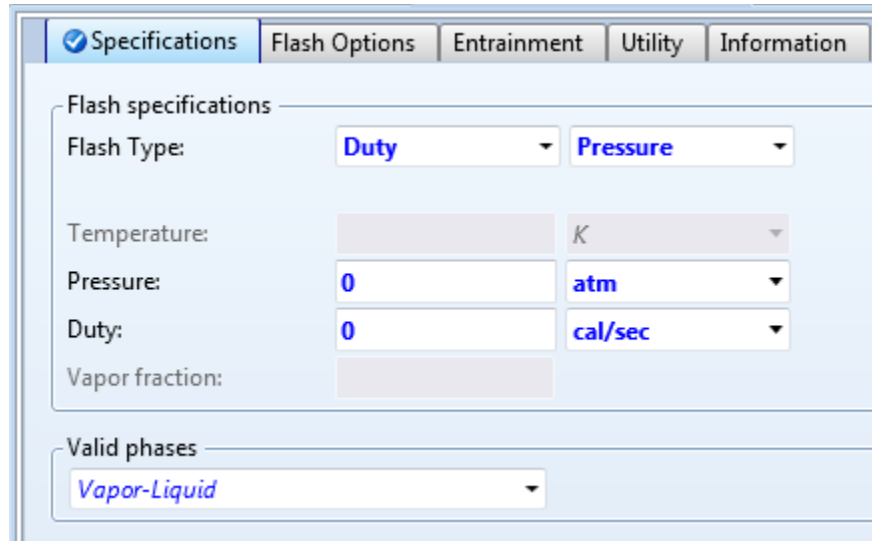 Specifications Flash Options Entrainment Utility Information
Flash specifications
Flash Type: Duty Pressure
Temperature: K
Pressure: 0 atm
Duty: 0 cal/sec
Vapor fraction:
Valid phases
Vapor-Liquid